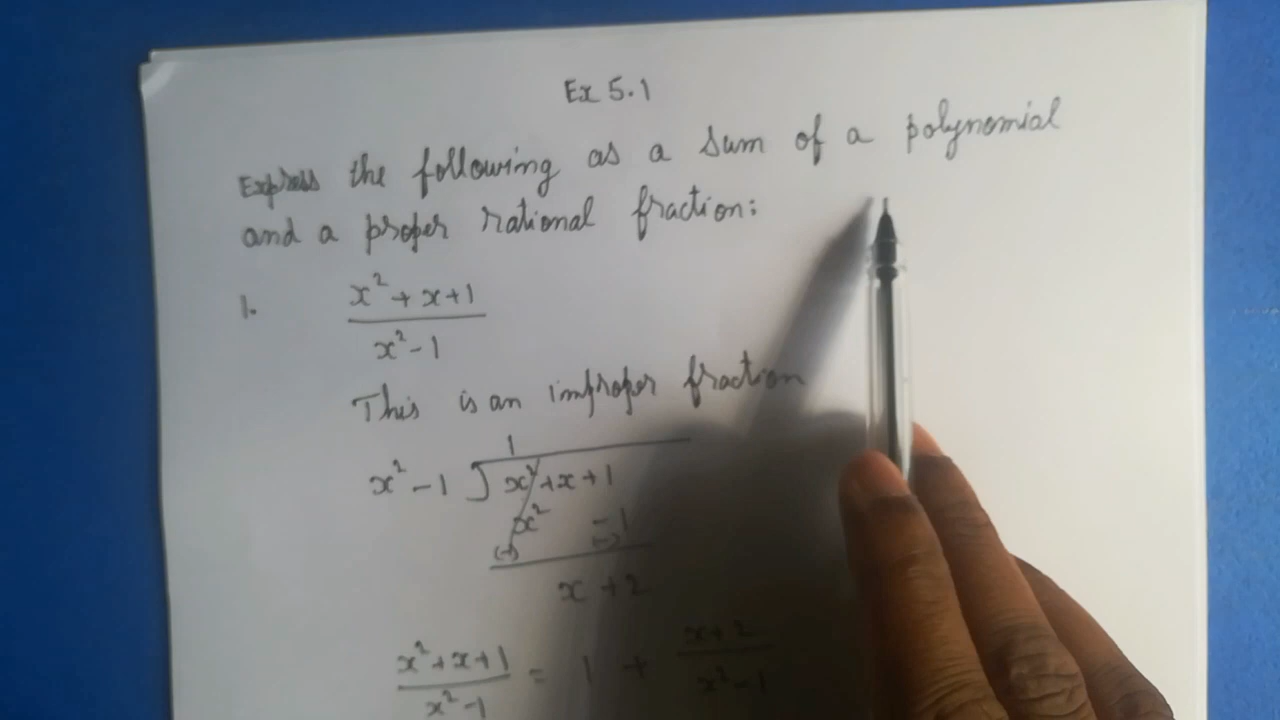 Ex 5.1
Express the following as a sum of a polynomial
and a proper rational fraction:
1. x² + x + 1
x² - 1
This is an improper fraction
1
x² - 1 ) x² + x + 1
x² - 1
(-) (-)
x + 2
x² + x + 1 = 1 + x + 2
x² - 1 x² - 1